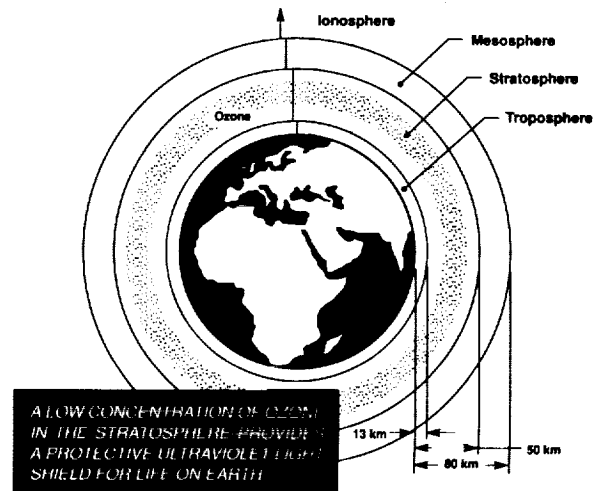 Ionosphere
Mesosphere
Stratosphere
Ozone
Troposphere
A LOW CONCENTRATION OF OZONE
IN THE STRATOSPHERE PROVIDES
A PROTECTIVE ULTRAVIOLET LIGHT
SHIELD FOR LIFE ON EARTH
13 km
50 km
80 km